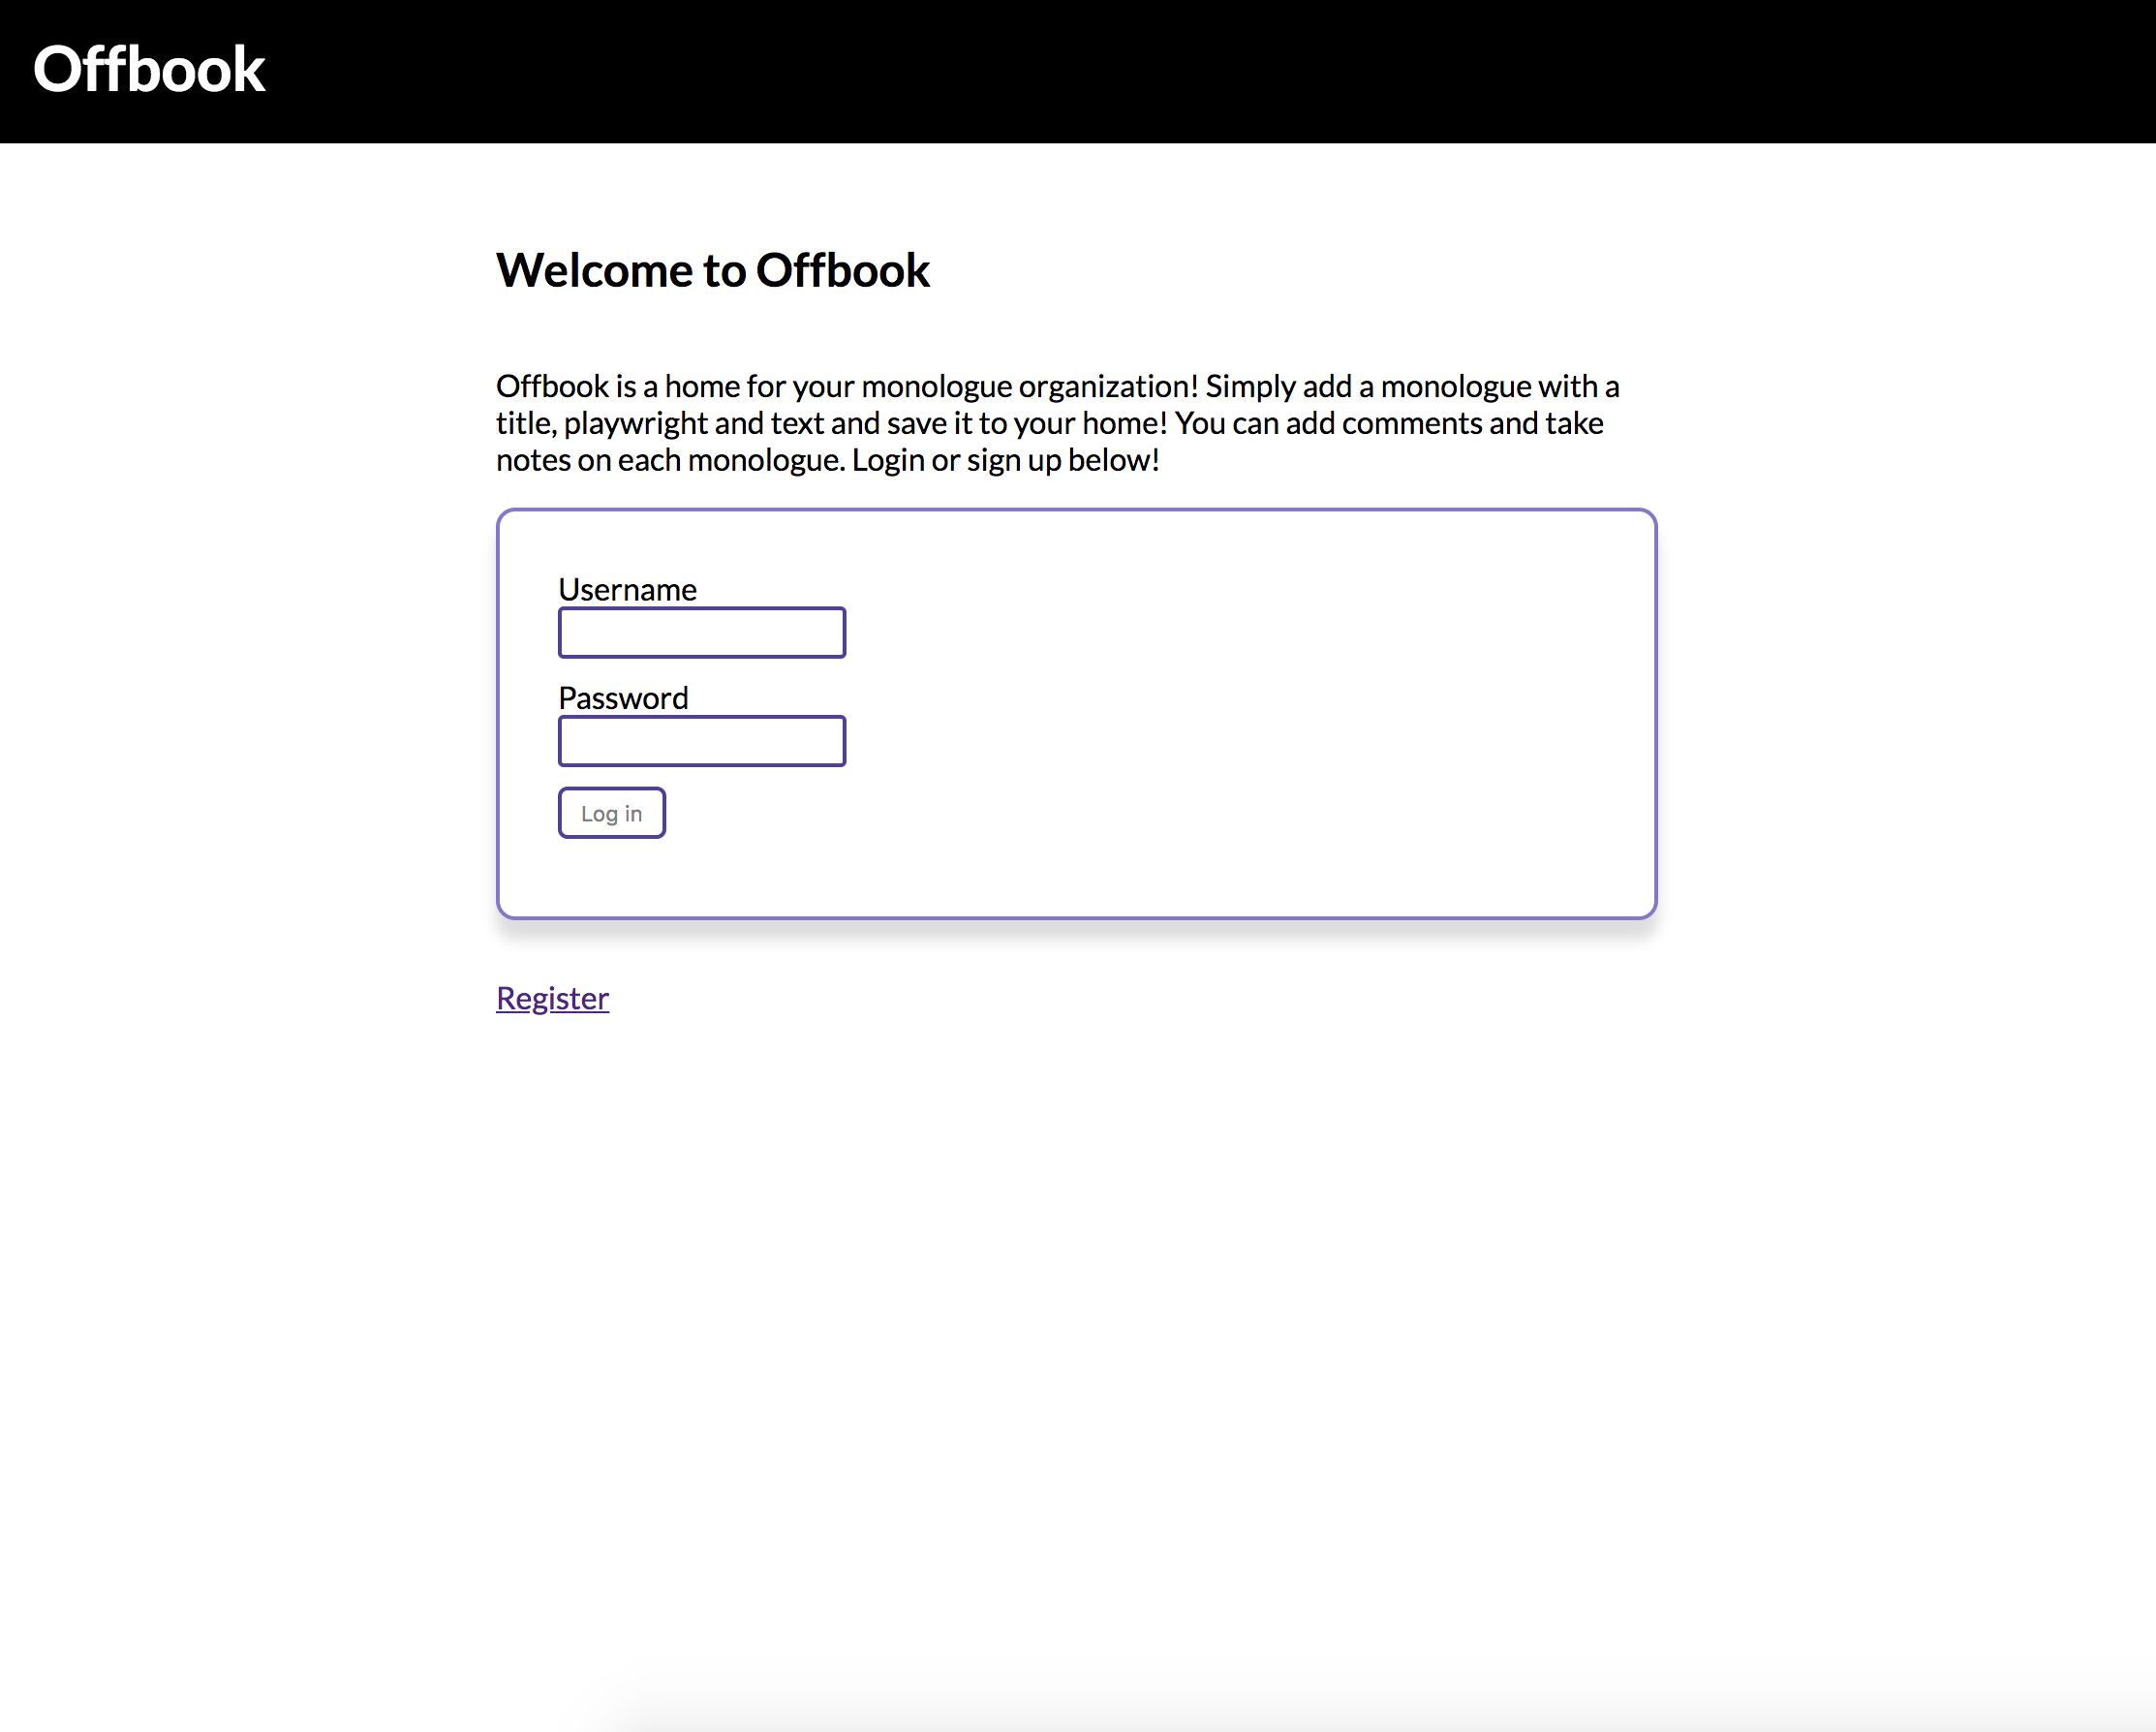 Offbook
Welcome to Offbook
Offbook is a home for your monologue organization! Simply add a monologue with a
title, playwright and text and save it to your home! You can add comments and take
notes on each monologue. Login or sign up below!
Username
Password
Log in
Register